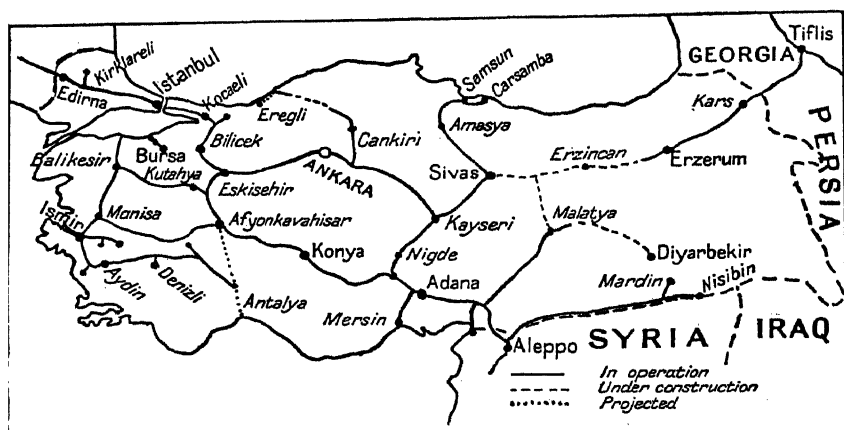 Tiflis
GEORGIA
Kirklareli
Istanbul
Edirna
Kocaeli
Samsun
Carsamba
Eregli
Kars
PERSIA
Cankiri
Amasya
Bilicek
Bursa
Balikesir
Kutahya
ANKARA
Sivas
Erzincan
Erzerum
Eskisehir
Ismir
Manisa
Afyonkavahisar
Kayseri
Malatya
Konya
Nigde
Diyarbekir
Aydin
Denizli
Adana
Mardin
Nisibin
Antalya
Mersin
Aleppo
SYRIA
IRAQ
In operation
Under construction
Projected